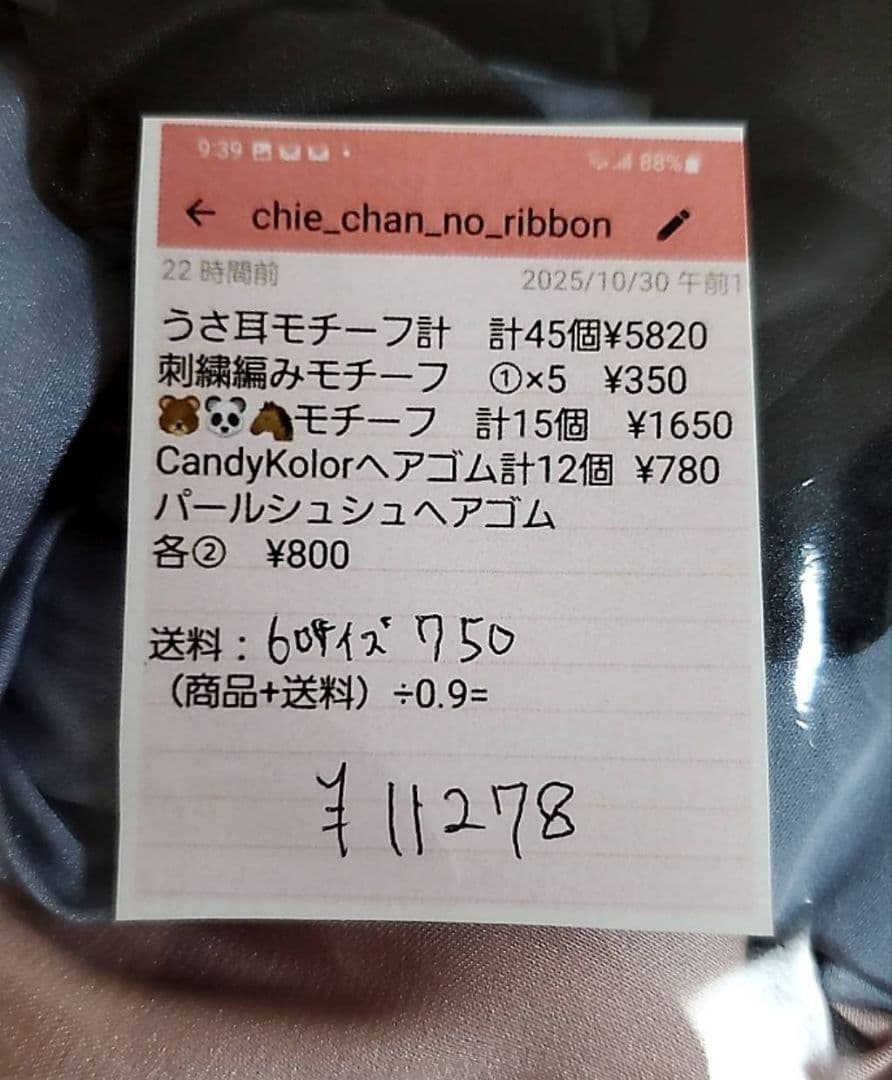 9:39 88%
← chie_chan_no_ribbon
22 時間前 2025/10/30 午前1
うさ耳モチーフ計 計45個¥5820
刺繍編みモチーフ ①×5 ¥350
🐻🐼🐴モチーフ 計15個 ¥1650
CandyKolorヘアゴム計12個 ¥780
パールシュシュヘアゴム
各② ¥800
送料：60サイズ 750
（商品+送料）÷0.9=
¥11278